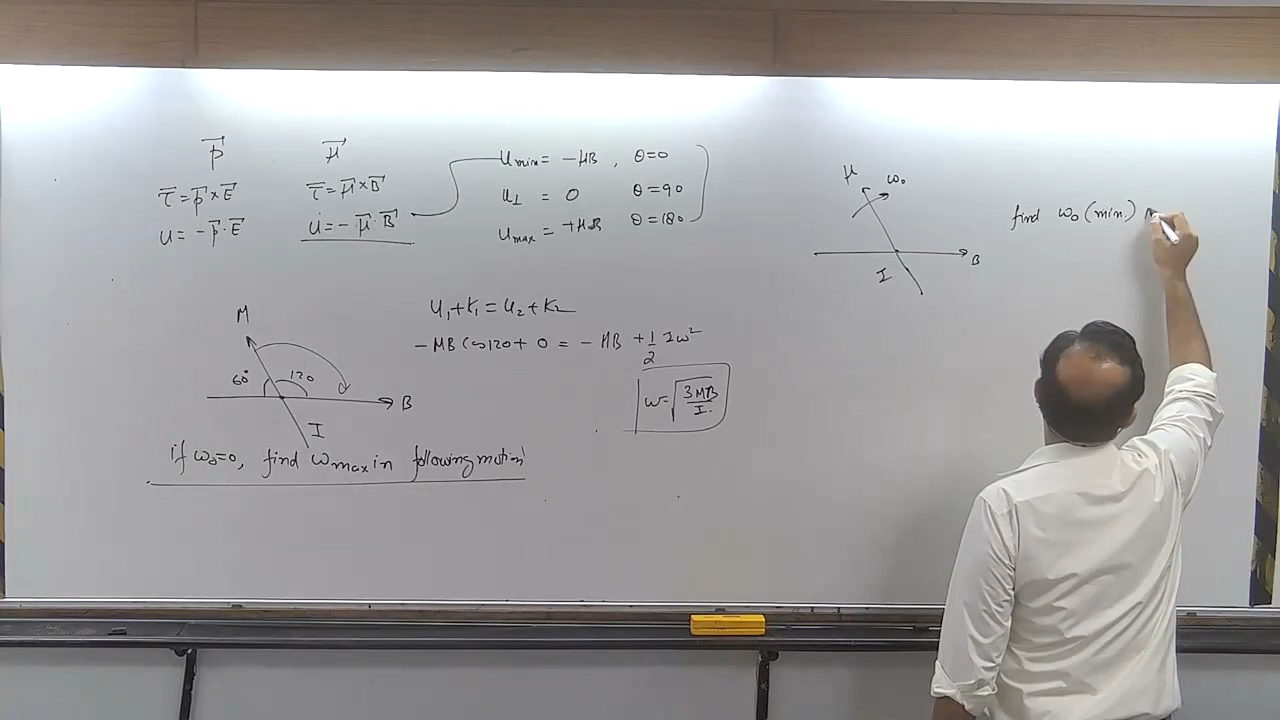 p⃗ μ⃗
τ̄ = p⃗ × E⃗ τ̄ = μ⃗ × B⃗
U = - p⃗ · E⃗ U = - μ⃗ · B⃗
Umin = - μB , θ=0
U⊥ = 0 θ=90
Umax = +μB θ=180
M
60° 120
B
I
if ω₀=0, find ωmax in following motion
U₁+K₁ = U₂+K₂
- MB Cos120 + 0 = - MB + 1/2 Iω²
ω = √(3MB/I)
μ ω₀
B
I
find ω₀ (min.)